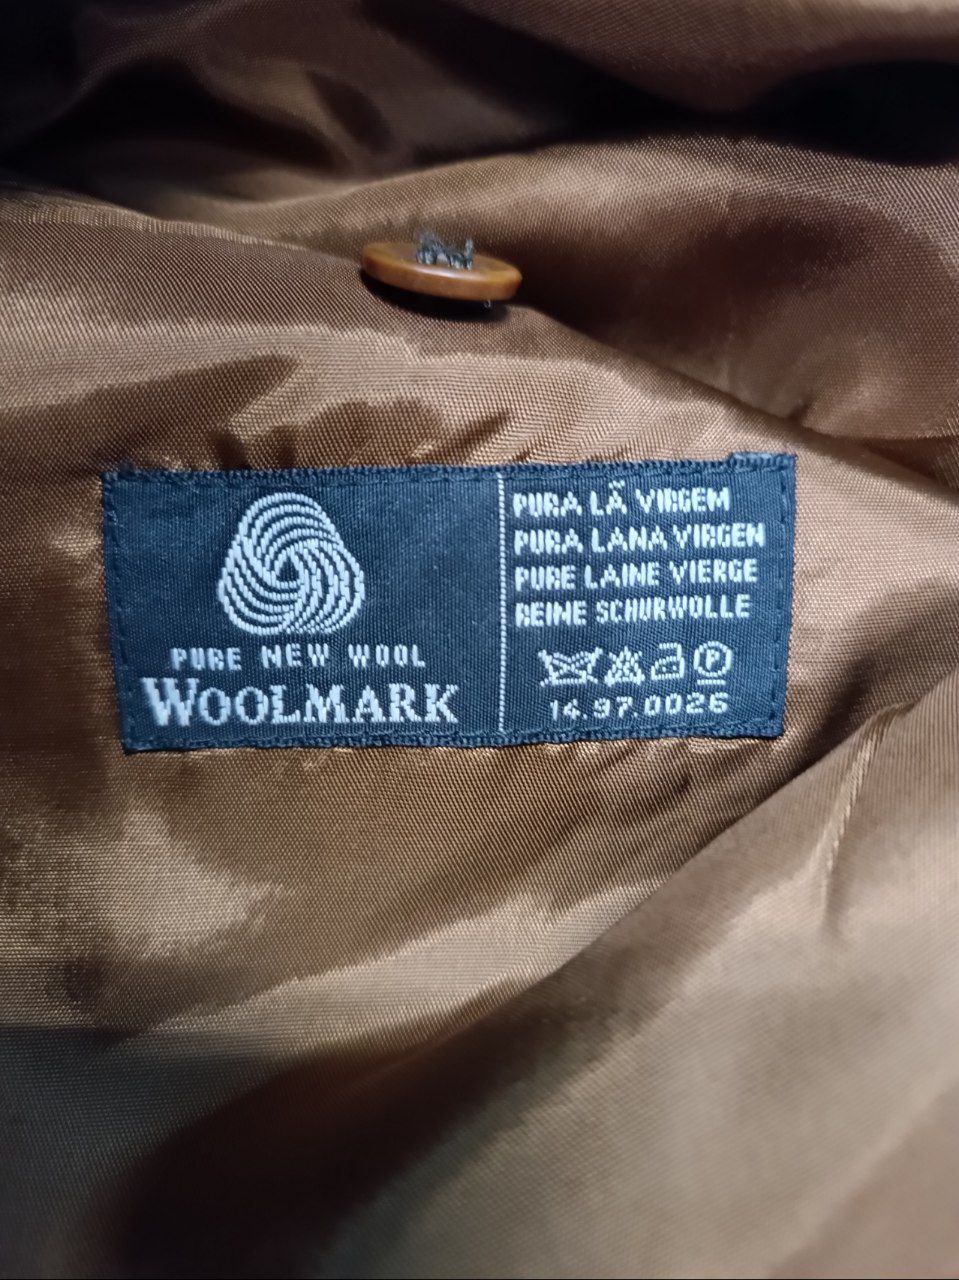 PURE NEW WOOL
WOOLMARK
PURA LÃ VIRGEM
PURA LANA VIRGEN
PURE LAINE VIERGE
REINE SCHURWOLLE
P
14.97.0026